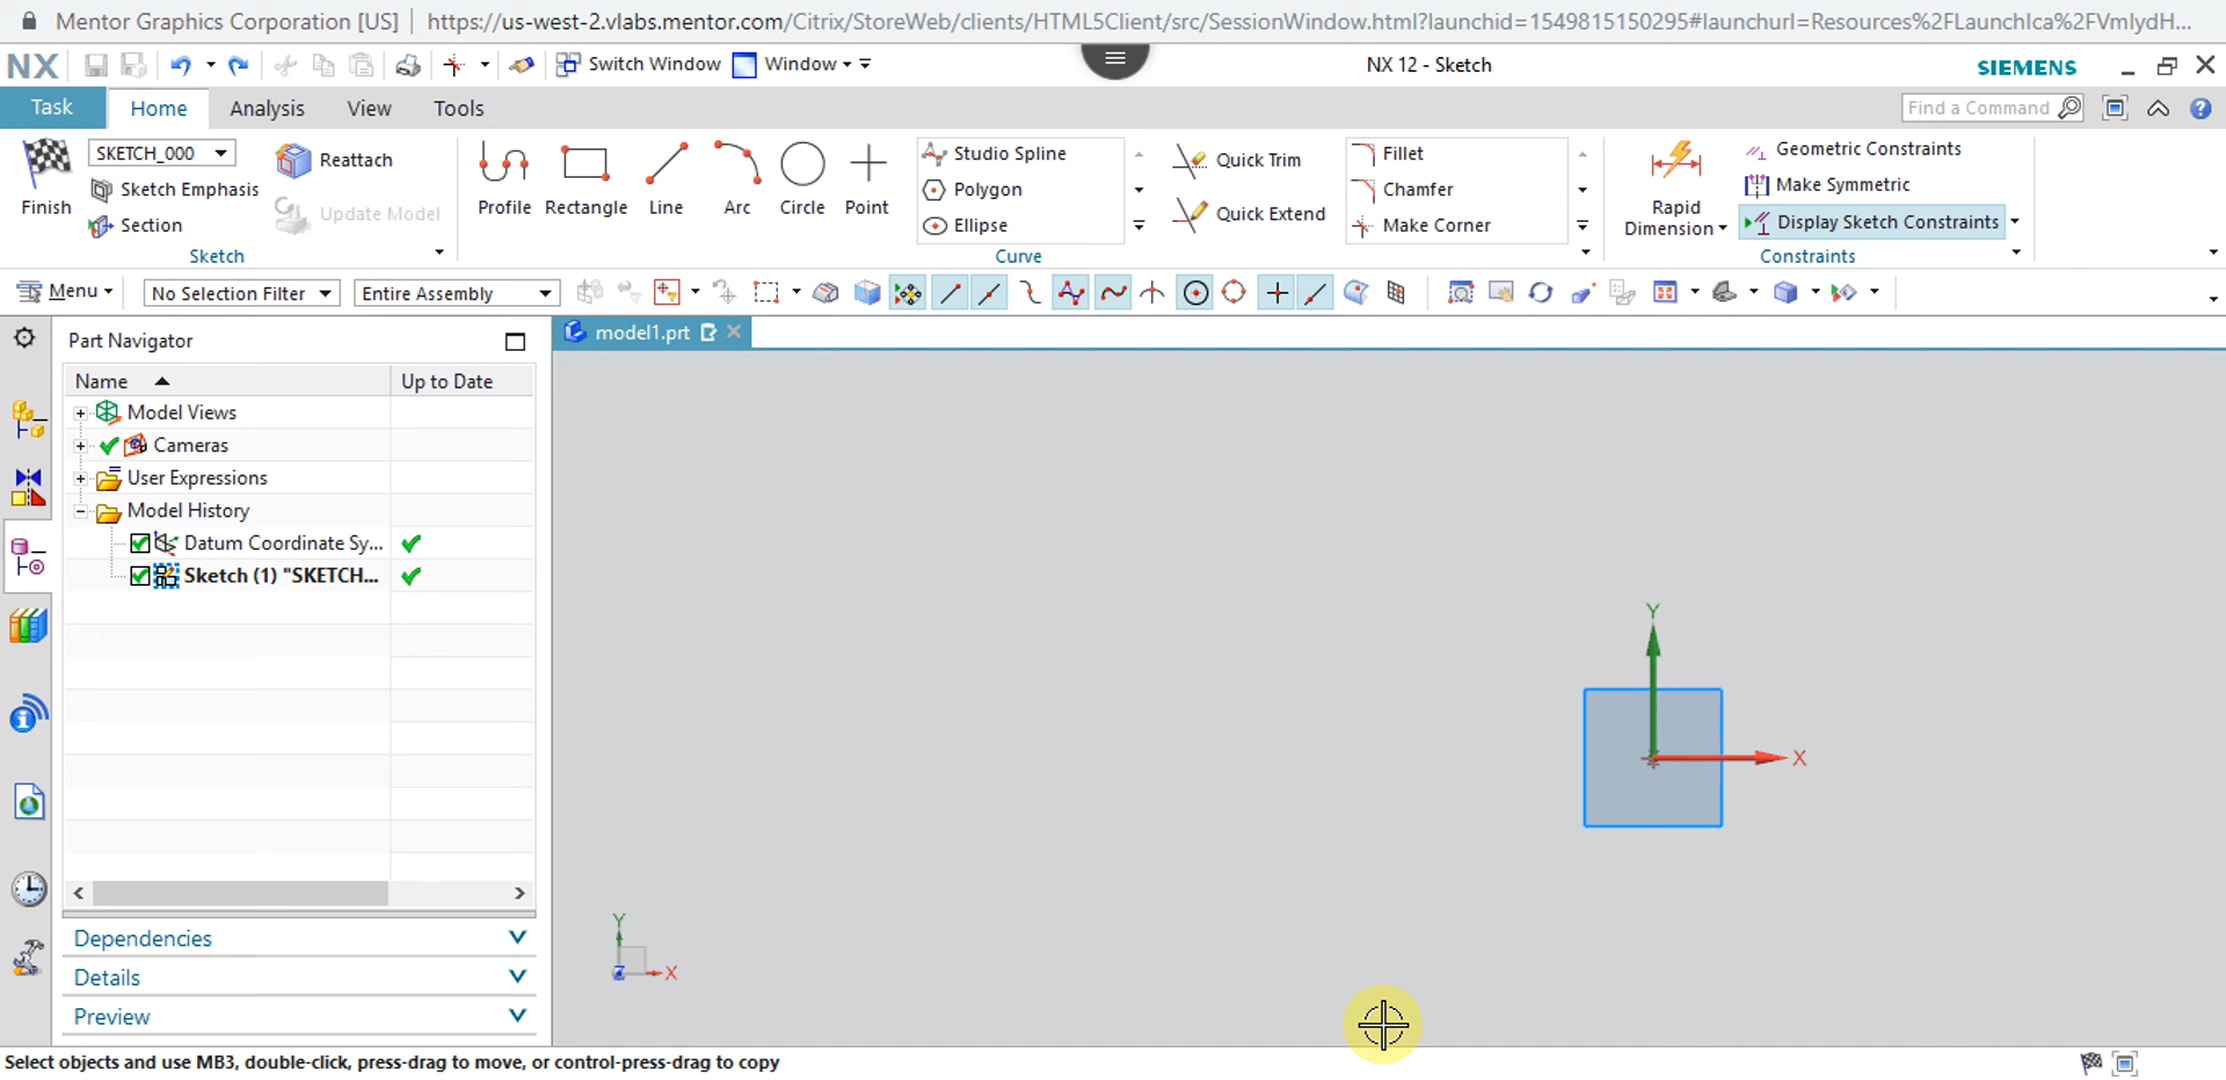 Mentor Graphics Corporation [US] | https://us-west-2.vlabs.mentor.com/Citrix/StoreWeb/clients/HTML5Client/src/SessionWindow.html?launchid=1549815150295#launchurl=Resources%2FLaunchIca%2FVmlydH...
NX Switch Window Window NX 12 - Sketch SIEMENS
Task Home Analysis View Tools Find a Command
Finish SKETCH_000 Sketch Emphasis Section Reattach Update Model
Sketch
Profile Rectangle Line Arc Circle Point
Studio Spline
Polygon
Ellipse
Quick Trim
Quick Extend
Fillet
Chamfer
Make Corner
Curve
Rapid Dimension
Geometric Constraints
Make Symmetric
Display Sketch Constraints
Constraints
Menu No Selection Filter Entire Assembly
Part Navigator
model1.prt
Name Up to Date
Model Views
Cameras
User Expressions
Model History
Datum Coordinate Sy...
Sketch (1) "SKETCH...
Y
X
Y
Z X
Dependencies
Details
Preview
Select objects and use MB3, double-click, press-drag to move, or control-press-drag to copy